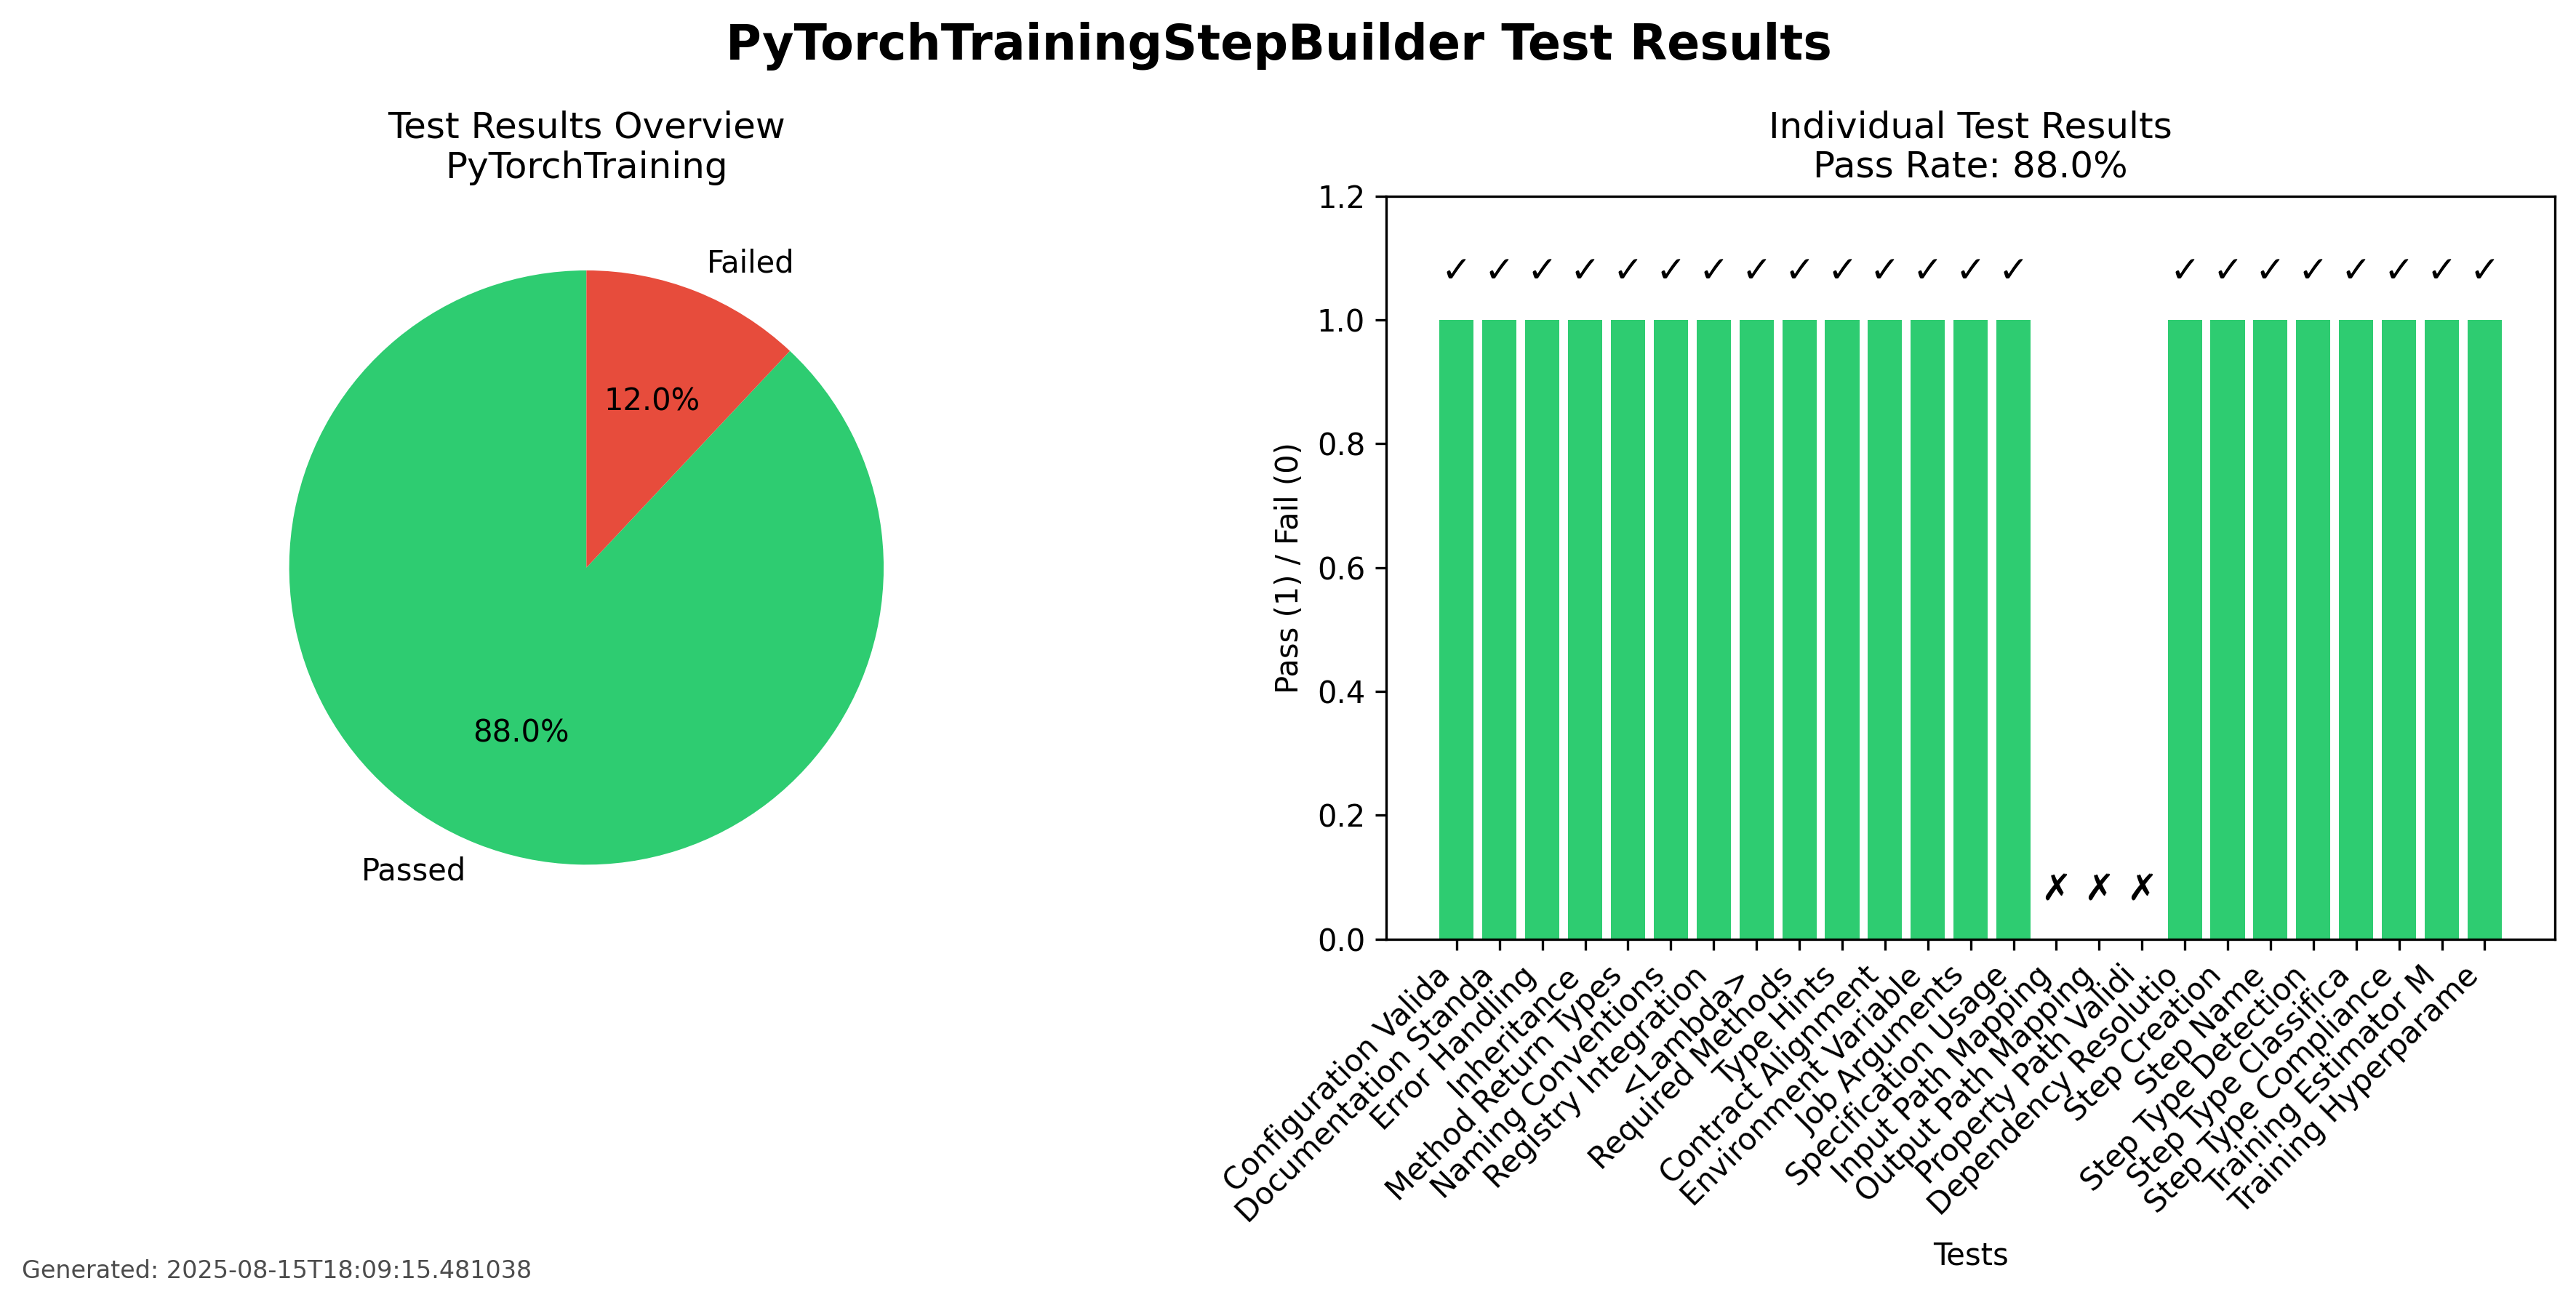 PyTorchTrainingStepBuilder Test Results
Test Results Overview
PyTorchTraining
Failed
12.0%
88.0%
Passed
Individual Test Results
Pass Rate: 88.0%
1.2
1.0
0.8
0.6
0.4
0.2
0.0
Pass (1) / Fail (0)
✓ ✓ ✓ ✓ ✓ ✓ ✓ ✓ ✓ ✓ ✓ ✓ ✓ ✓ ✓ ✓ ✓ ✓ ✓ ✓ ✓ ✓
✗ ✗ ✗
Configuration Valida
Documentation Standa
Error Handling
Inheritance
Method Return Types
Naming Conventions
Registry Integration
<Lambda>
Required Methods
Type Hints
Contract Alignment
Environment Variable
Job Arguments
Specification Usage
Input Path Mapping
Output Path Mapping
Property Path Validi
Dependency Resolutio
Step Creation
Step Name
Step Type Detection
Step Type Classifica
Step Type Compliance
Training Estimator M
Training Hyperparame
Tests
Generated: 2025-08-15T18:09:15.481038